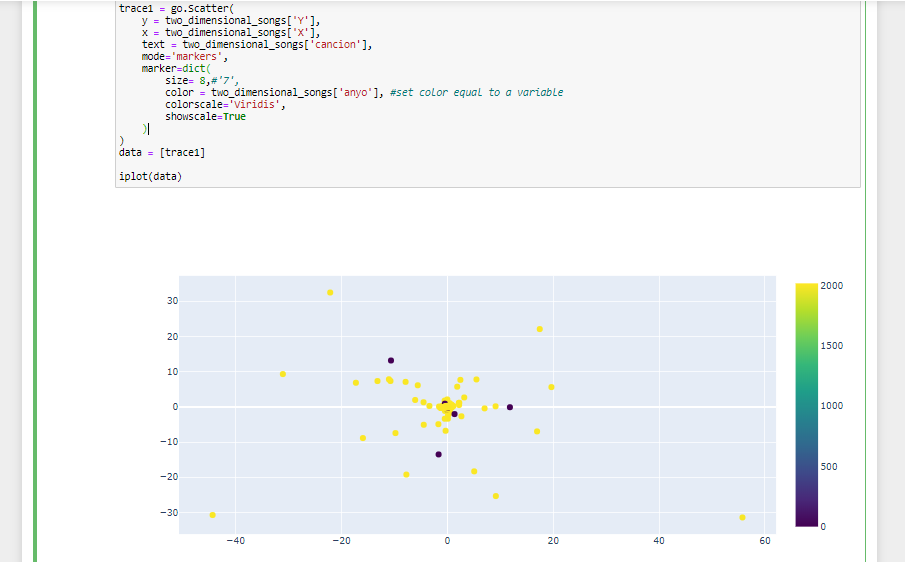 trace1 = go.Scatter(
y = two_dimensional_songs['Y'],
x = two_dimensional_songs['X'],
text = two_dimensional_songs['cancion'],
mode='markers',
marker=dict(
size= 8,#'7',
color = two_dimensional_songs['anyo'], #set color equal to a variable
colorscale='Viridis',
showscale=True
)
)
data = [trace1]
iplot(data)
30
20
10
0
−10
−20
−30
−40
−20
0
20
40
60
2000
1500
1000
500
0